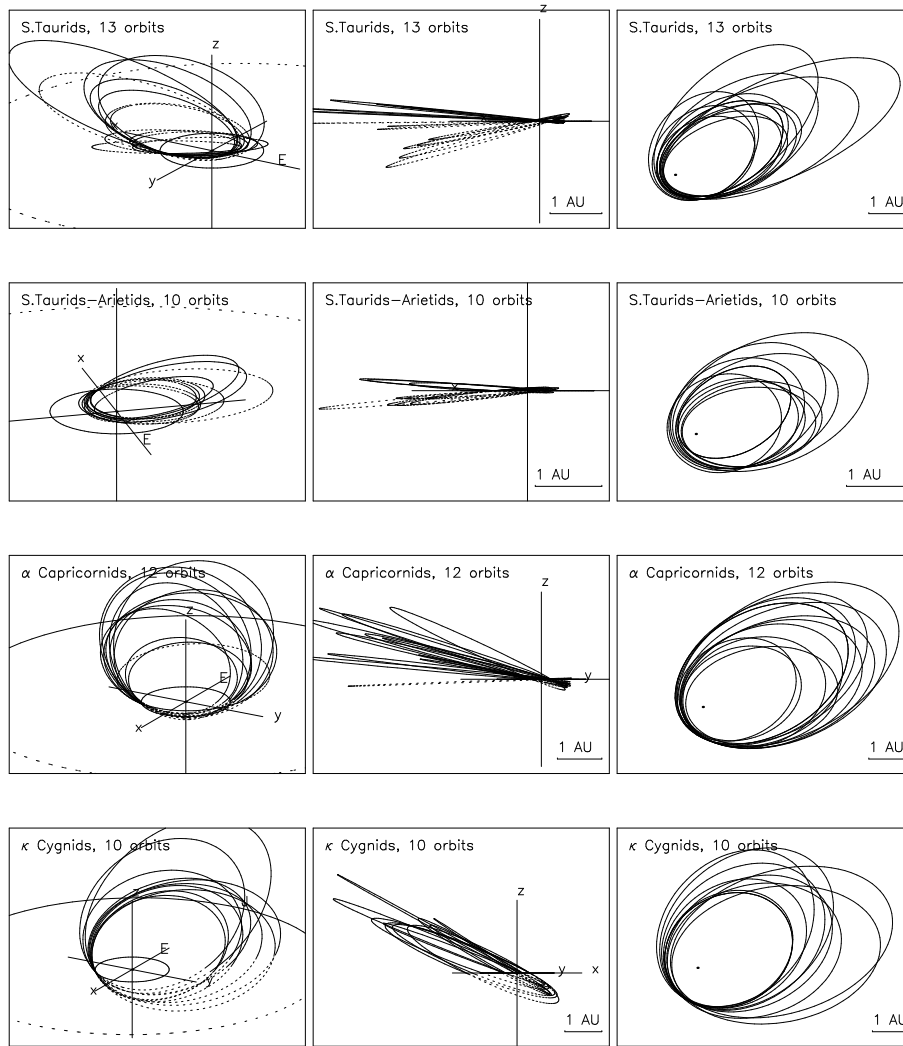 S.Taurids, 13 orbits
z
y
E
S.Taurids, 13 orbits
z
1 AU
S.Taurids, 13 orbits
1 AU
S.Taurids-Arietids, 10 orbits
x
E
S.Taurids-Arietids, 10 orbits
1 AU
S.Taurids-Arietids, 10 orbits
1 AU
α Capricornids, 12 orbits
z
E
x
y
α Capricornids, 12 orbits
z
y
1 AU
α Capricornids, 12 orbits
1 AU
κ Cygnids, 10 orbits
z
E
x
y
κ Cygnids, 10 orbits
z
y x
1 AU
κ Cygnids, 10 orbits
1 AU